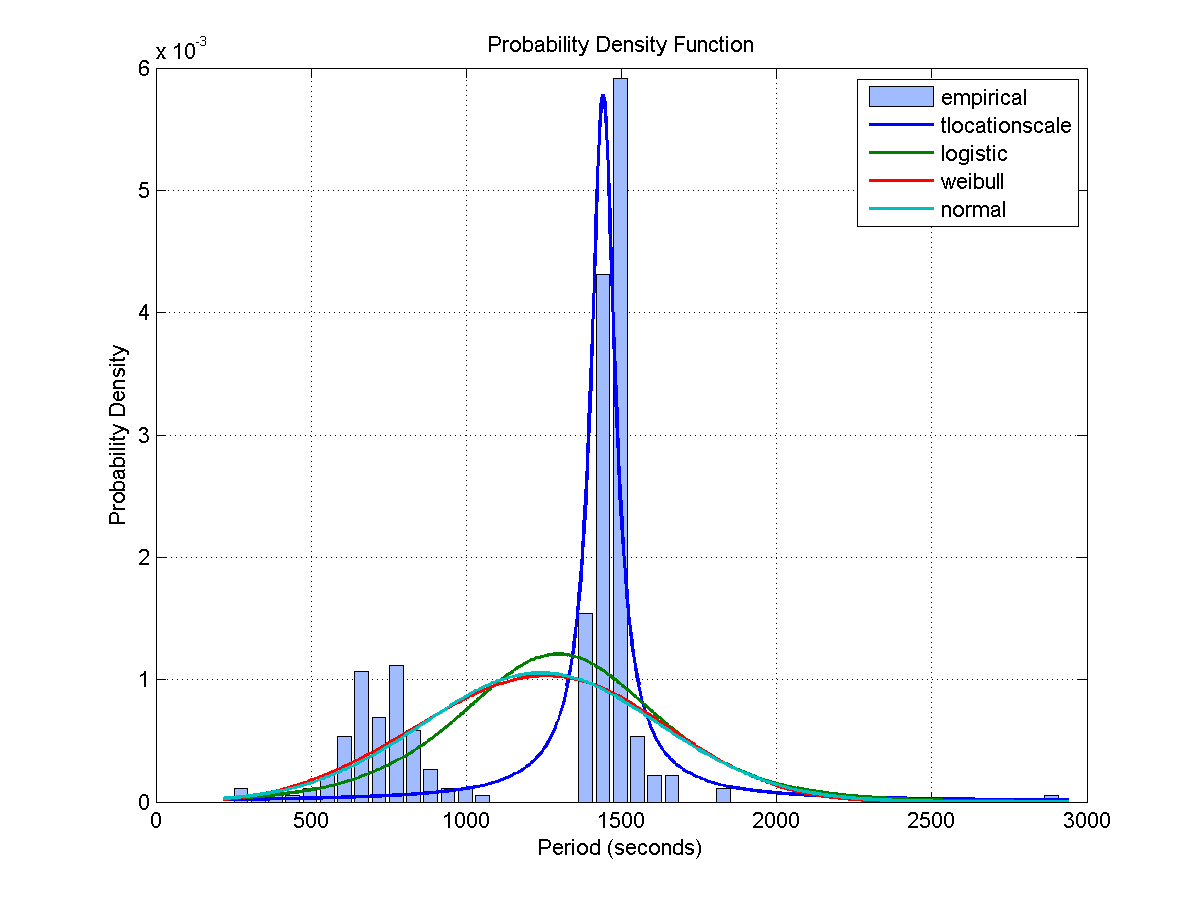 Probability Density Function
x 10-3
6
5
4
3
2
1
0
Probability Density
0 500 1000 1500 2000 2500 3000
Period (seconds)
empirical
tlocationscale
logistic
weibull
normal